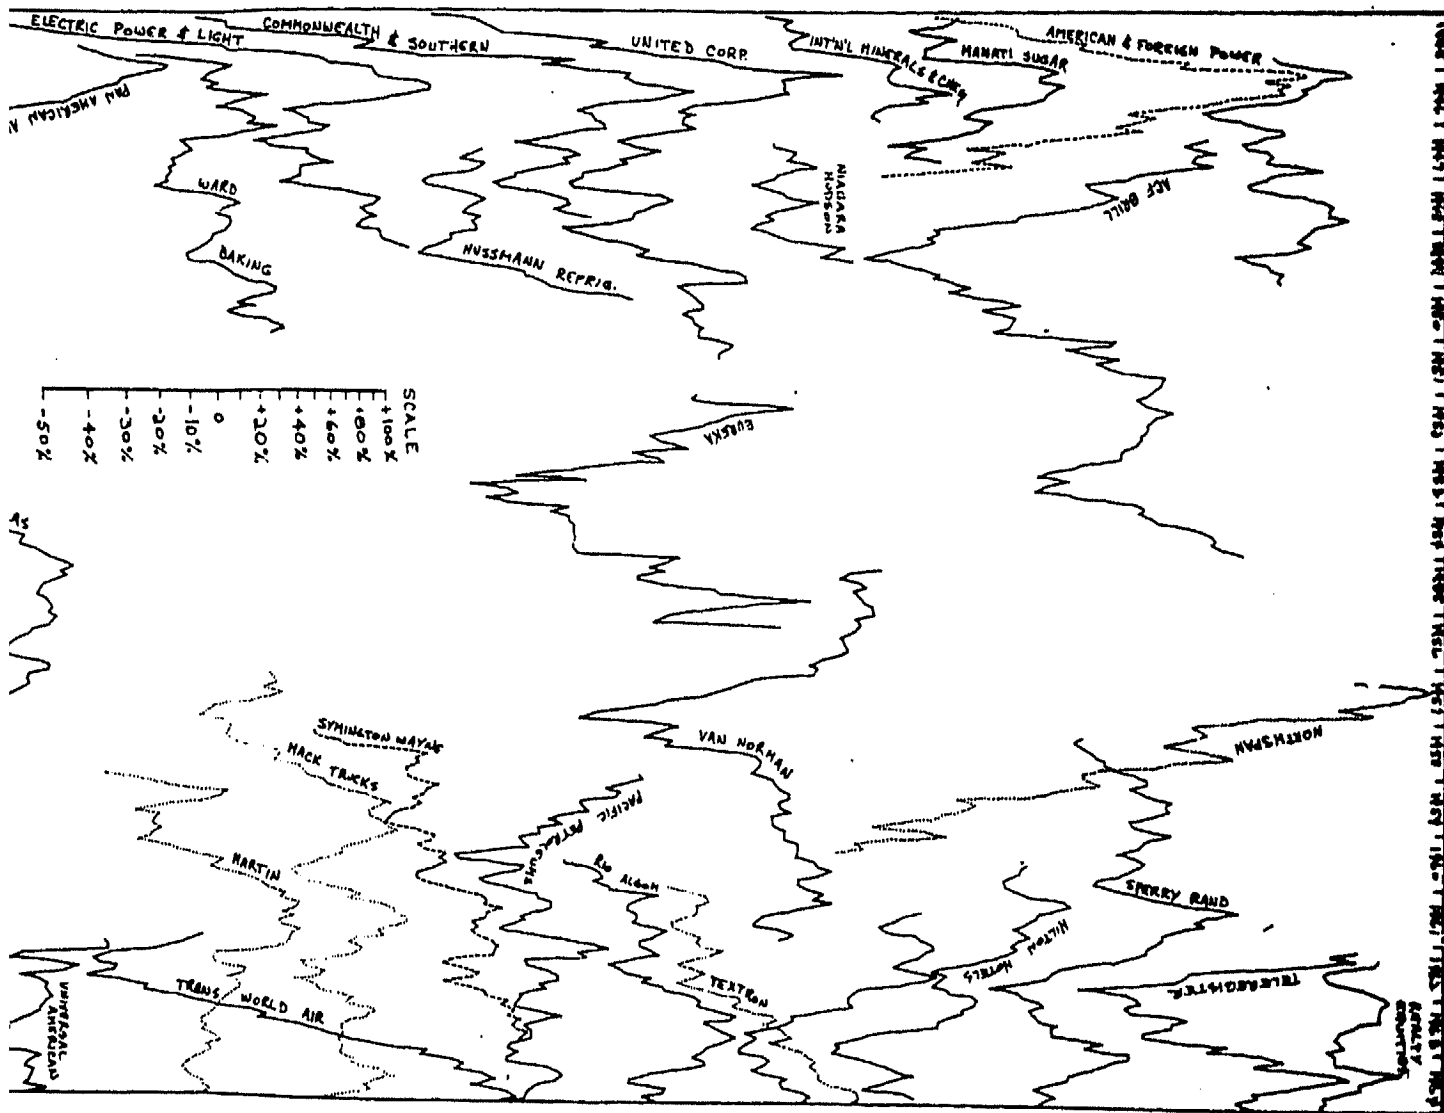 ELECTRIC POWER & LIGHT
COMMONWEALTH & SOUTHERN
UNITED CORP.
INT'N'L MINERALS & CHEM
MANATI SUGAR
AMERICAN & FOREIGN POWER
PAN AMERICAN
WARD
BAKING
HUSSMANN REFRIG.
NIAGARA
HUDSON
ACF BRILL
SCALE
+100%
+80%
+60%
+40%
+20%
0
-10%
-20%
-30%
-40%
-50%
EUREKA
AS
SYMINGTON WAYNE
MACK TRUCKS
VAN NORMAN
NORTHSPAN
MARTIN
PACIFIC PETROLEUMS
RIO ALGOM
SPERRY RAND
HILTON
HOTELS
TEXTRON
TELEREGISTER
TRANS WORLD AIR
UNIVERSAL
AMERICAN
REALTY
EQUITIES